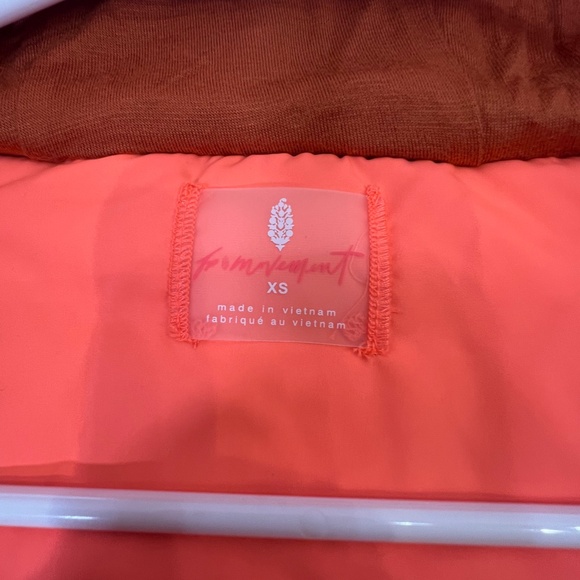 fp movement
XS
made in vietnam
fabriqué au vietnam